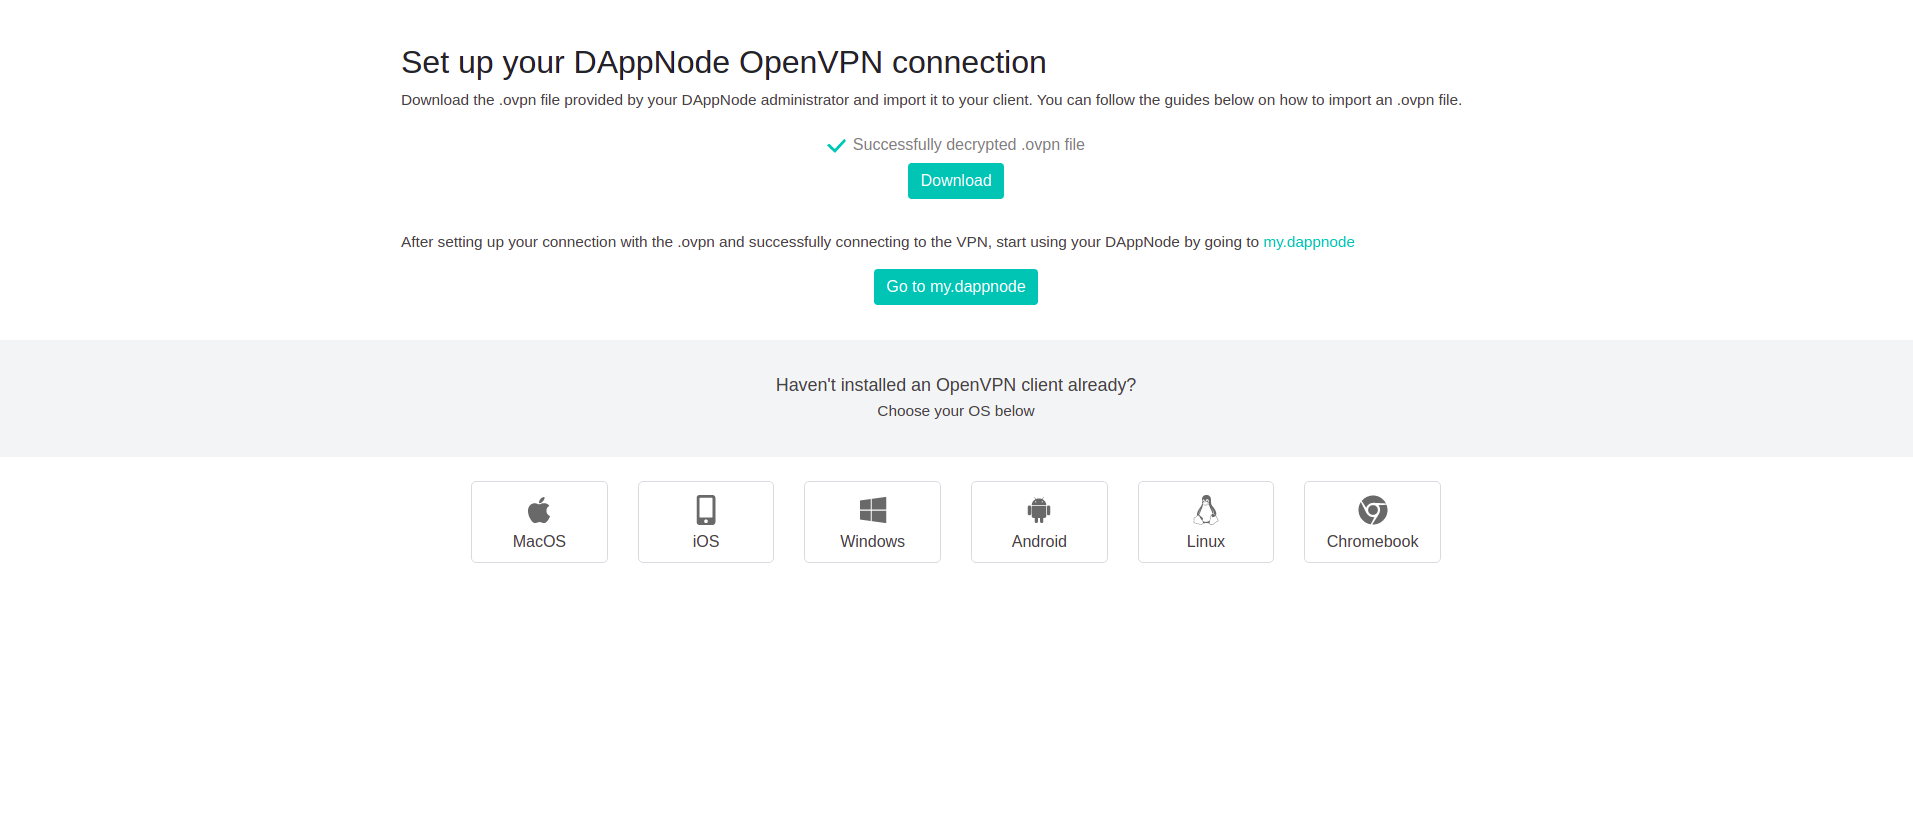 Set up your DAppNode OpenVPN connection
Download the .ovpn file provided by your DAppNode administrator and import it to your client. You can follow the guides below on how to import an .ovpn file.
Successfully decrypted .ovpn file
Download
After setting up your connection with the .ovpn and successfully connecting to the VPN, start using your DAppNode by going to my.dappnode
Go to my.dappnode
Haven't installed an OpenVPN client already?
Choose your OS below
MacOS
iOS
Windows
Android
Linux
Chromebook